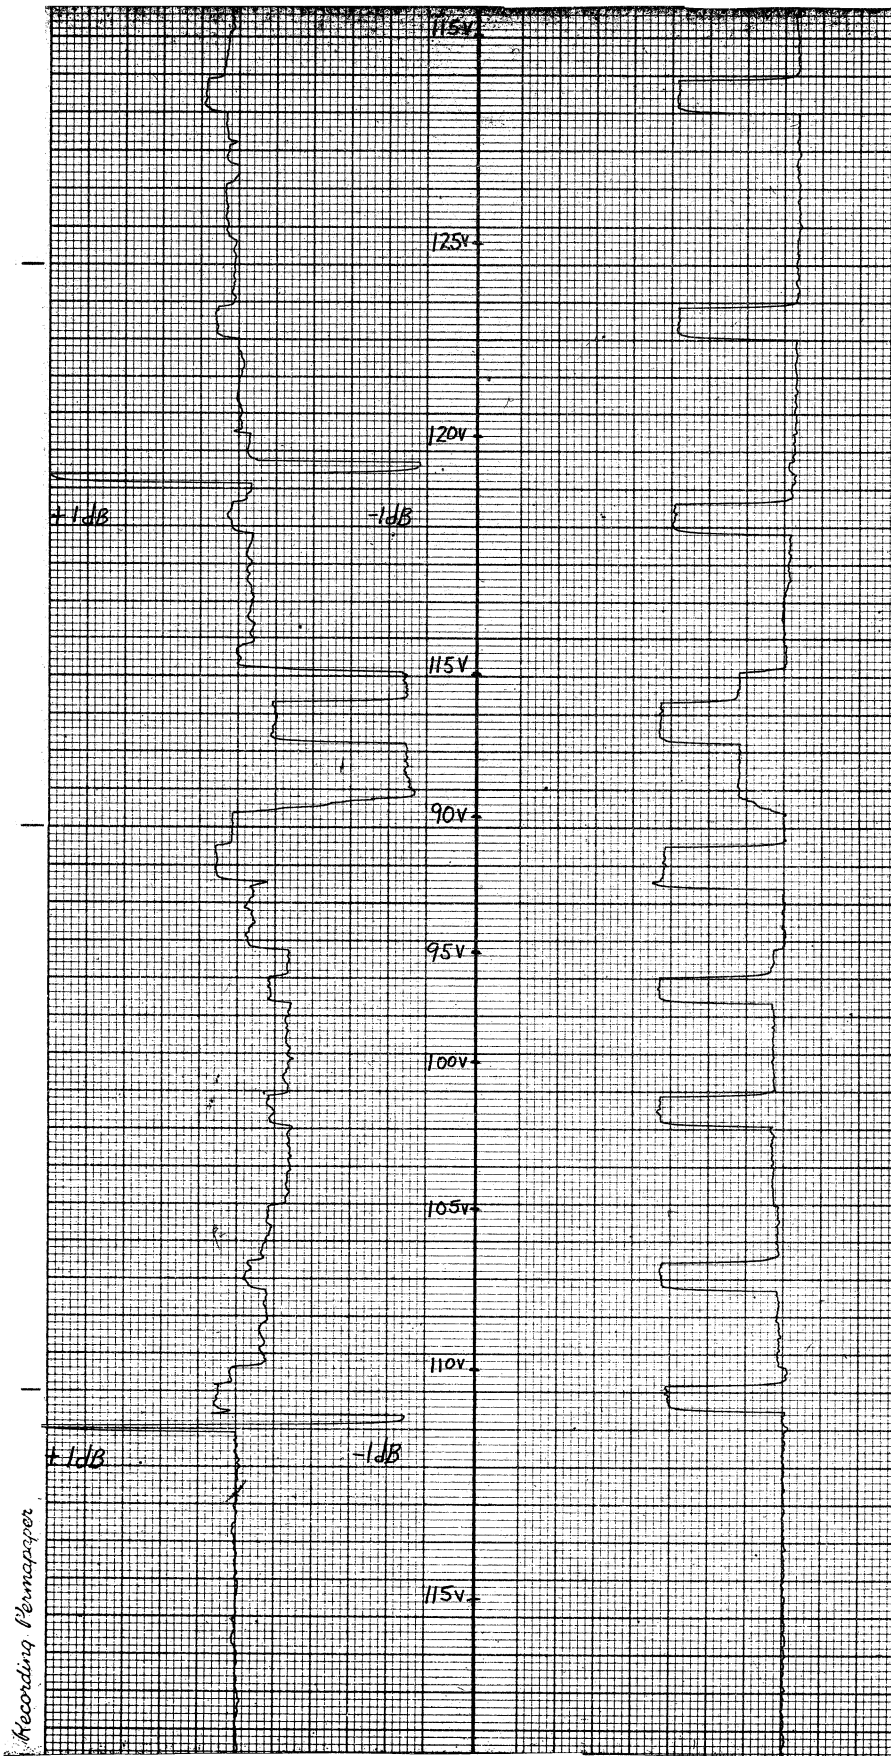 115V
125V
120V
+1dB
-1dB
115V
90V
95V
100V
105V
110V
+1dB
-1dB
115V
Recording Permapaper